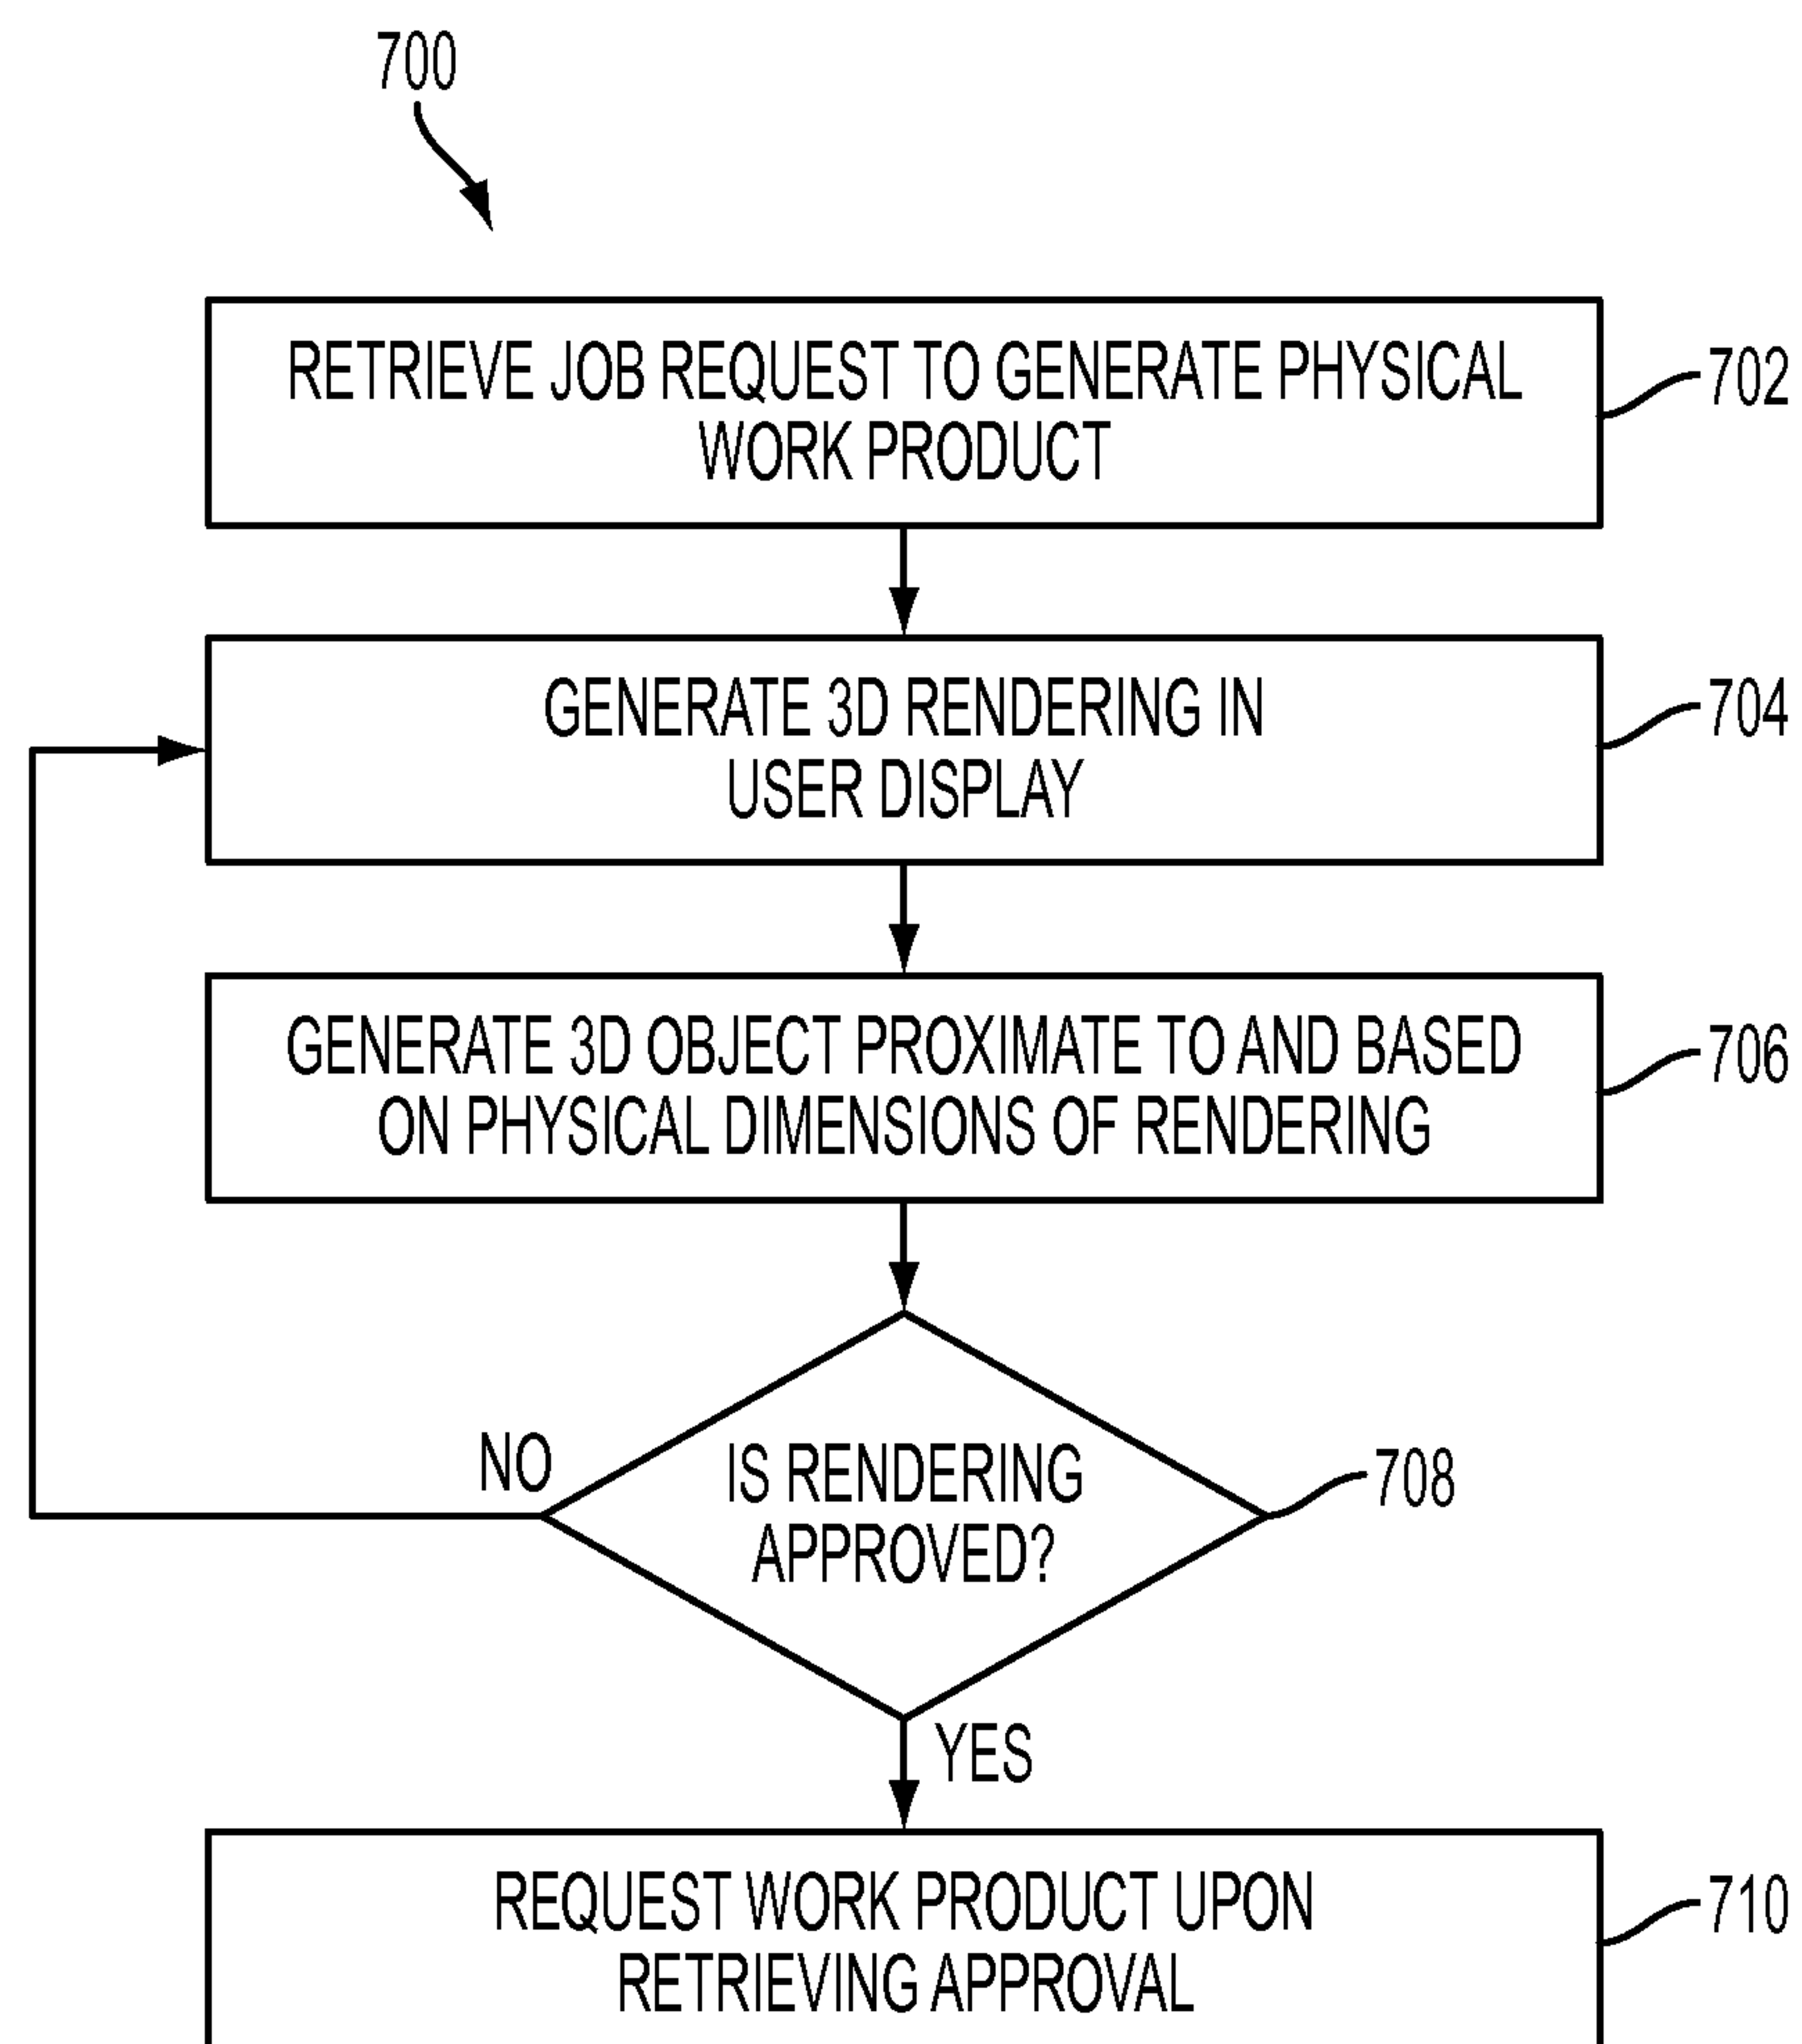 700
RETRIEVE JOB REQUEST TO GENERATE PHYSICAL
WORK PRODUCT
702
GENERATE 3D RENDERING IN
USER DISPLAY
704
GENERATE 3D OBJECT PROXIMATE TO AND BASED
ON PHYSICAL DIMENSIONS OF RENDERING
706
NO
IS RENDERING
APPROVED?
708
YES
REQUEST WORK PRODUCT UPON
RETRIEVING APPROVAL
710